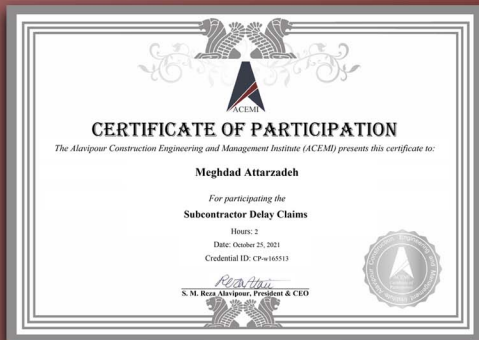 ACEMI
CERTIFICATE OF PARTICIPATION
The Alavipour Construction Engineering and Management Institute (ACEMI) presents this certificate to:
Meghdad Attarzadeh
For participating the
Subcontractor Delay Claims
Hours: 2
Date: October 25, 2021
Credential ID: CP-w165513
S. M. Reza Alavipour, President & CEO